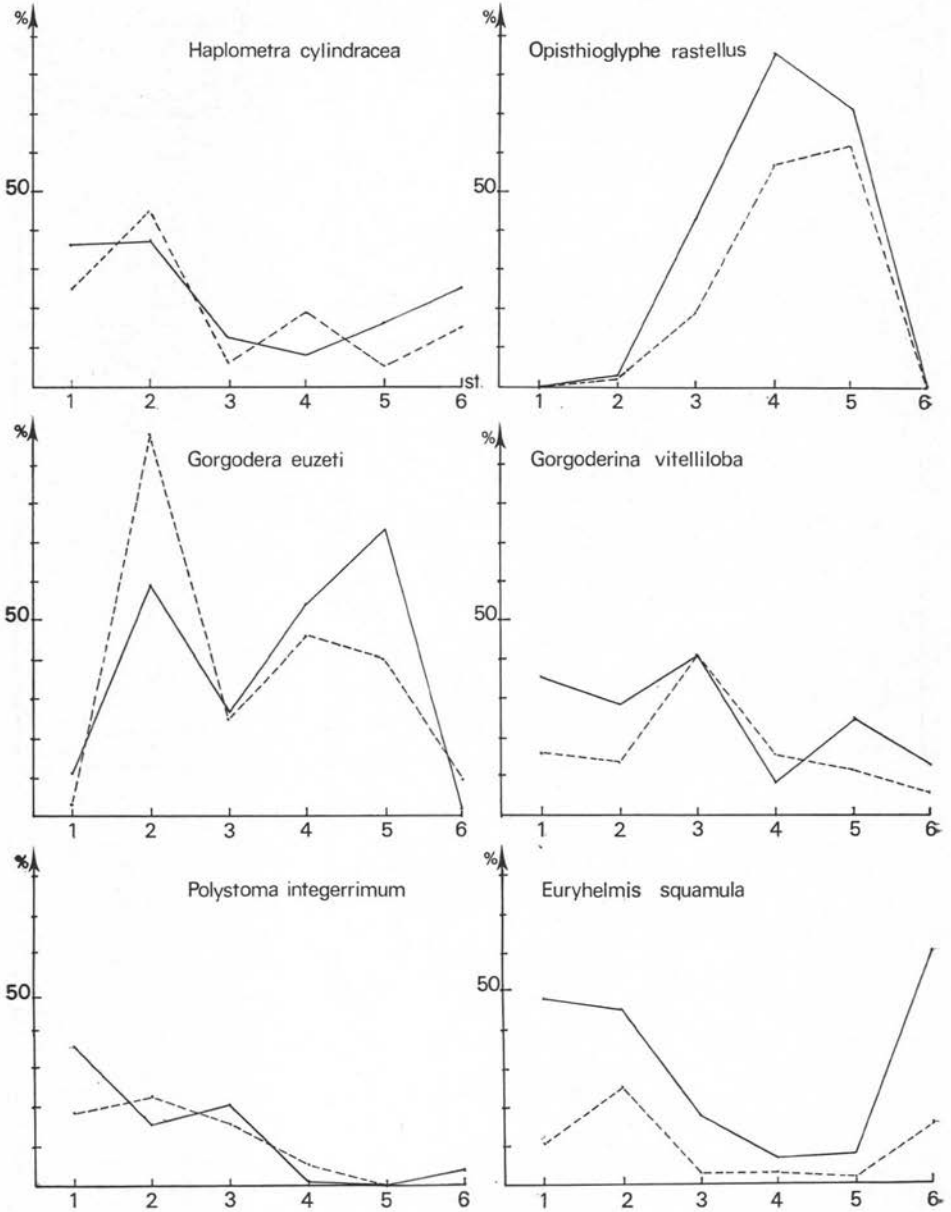 %
Haplometra cylindracea
50
1 2 3 4 5 6
st.
%
Opisthioglyphe rastellus
50
1 2 3 4 5 6
%
Gorgodera euzeti
50
1 2 3 4 5 6
%
Gorgoderina vitelliloba
50
1 2 3 4 5 6
%
Polystoma integerrimum
50
1 2 3 4 5 6
%
Euryhelmis squamula
50
1 2 3 4 5 6